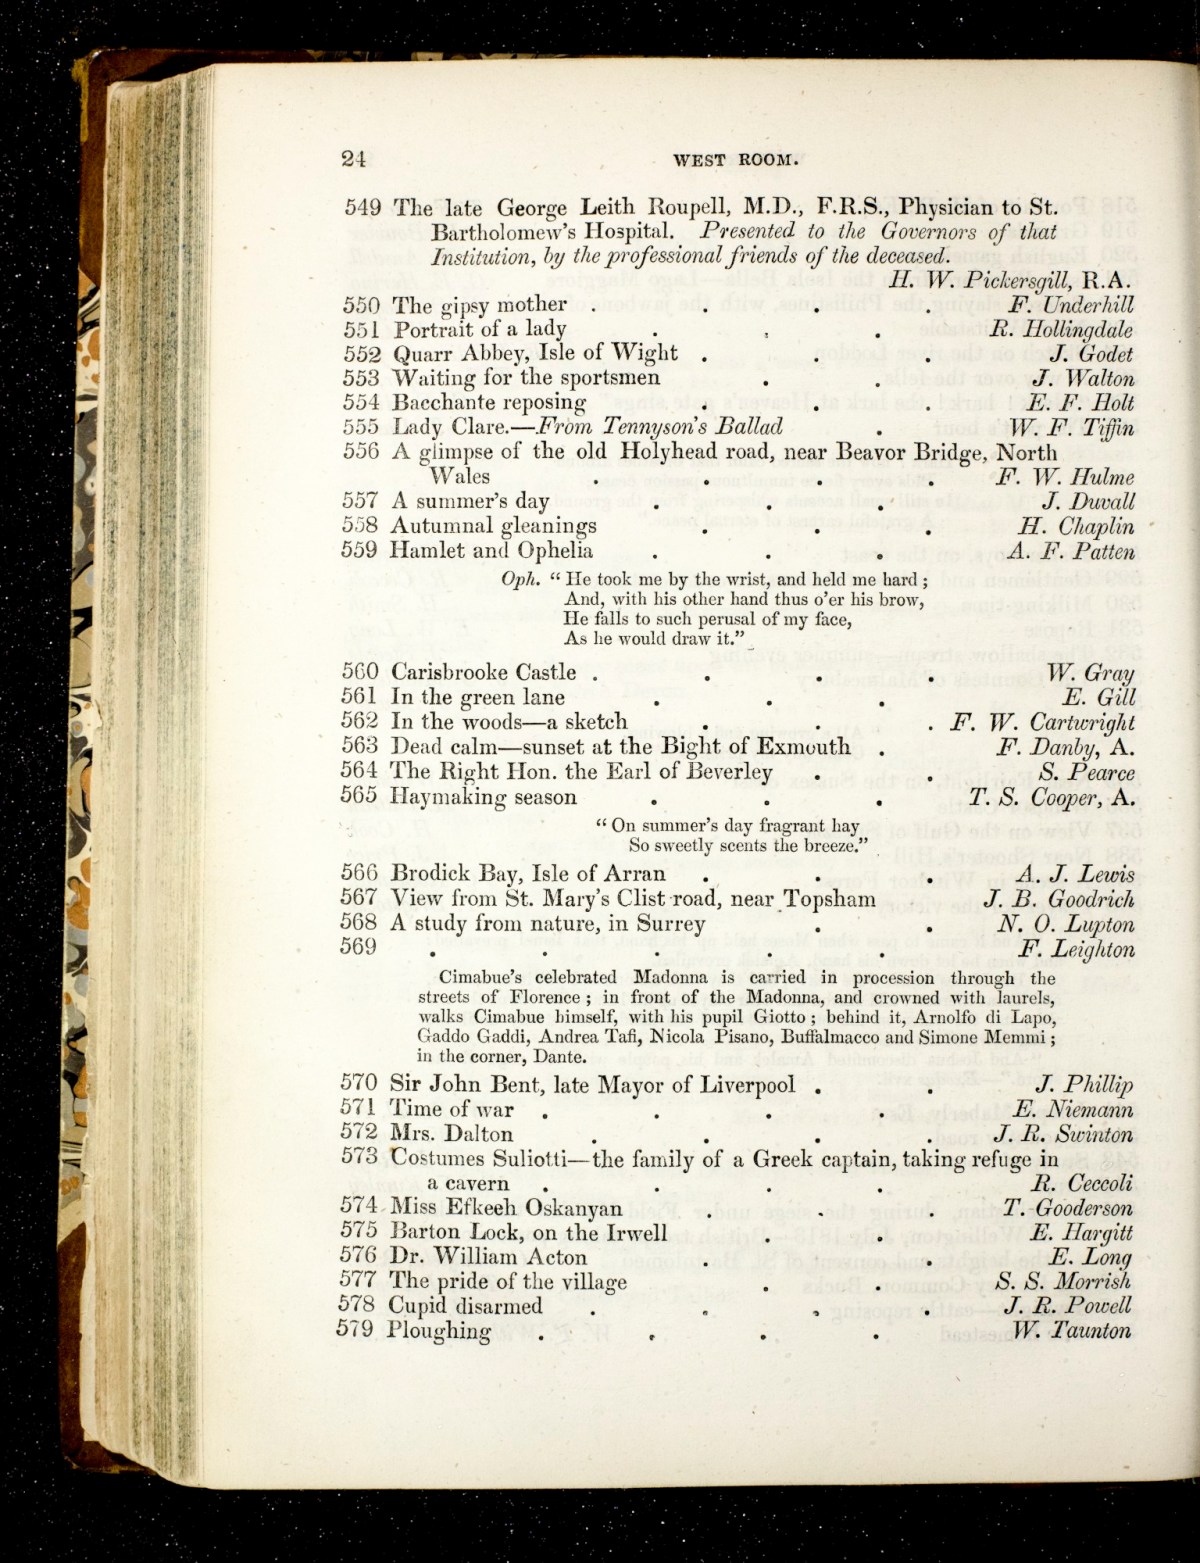 24 WEST ROOM.
549 The late George Leith Roupell, M.D., F.R.S., Physician to St.
Bartholomew's Hospital. Presented to the Governors of that
Institution, by the professional friends of the deceased.
H. W. Pickersgill, R.A.
550 The gipsy mother . . . . F. Underhill
551 Portrait of a lady . . . R. Hollingdale
552 Quarr Abbey, Isle of Wight . . . J. Godet
553 Waiting for the sportsmen . . J. Walton
554 Bacchante reposing . . . E. F. Holt
555 Lady Clare.—From Tennyson's Ballad . W. F. Tiffin
556 A glimpse of the old Holyhead road, near Beavor Bridge, North
Wales . . . . F. W. Hulme
557 A summer's day . . . J. Duvall
558 Autumnal gleanings . . . H. Chaplin
559 Hamlet and Ophelia . . . A. F. Patten
Oph. “ He took me by the wrist, and held me hard ;
And, with his other hand thus o'er his brow,
He falls to such perusal of my face,
As he would draw it.”
560 Carisbrooke Castle . . . . W. Gray
561 In the green lane . . . E. Gill
562 In the woods—a sketch . . . F. W. Cartwright
563 Dead calm—sunset at the Bight of Exmouth . F. Danby, A.
564 The Right Hon. the Earl of Beverley . . S. Pearce
565 Haymaking season . . . T. S. Cooper, A.
“ On summer's day fragrant hay
So sweetly scents the breeze.”
566 Brodick Bay, Isle of Arran . . . A. J. Lewis
567 View from St. Mary's Clist road, near Topsham J. B. Goodrich
568 A study from nature, in Surrey . . N. O. Lupton
569 . . . . . F. Leighton
Cimabue's celebrated Madonna is carried in procession through the
streets of Florence ; in front of the Madonna, and crowned with laurels,
walks Cimabue himself, with his pupil Giotto ; behind it, Arnolfo di Lapo,
Gaddo Gaddi, Andrea Tafi, Nicola Pisano, Buffalmacco and Simone Memmi ;
in the corner, Dante.
570 Sir John Bent, late Mayor of Liverpool . . J. Phillip
571 Time of war . . . . E. Niemann
572 Mrs. Dalton . . . . J. R. Swinton
573 Costumes Suliotti—the family of a Greek captain, taking refuge in
a cavern . . . . R. Ceccoli
574 Miss Efkeeh Oskanyan . . . T. Gooderson
575 Barton Lock, on the Irwell . . E. Hargitt
576 Dr. William Acton . . . E. Long
577 The pride of the village . . S. S. Morrish
578 Cupid disarmed . . . . J. R. Powell
579 Ploughing . . . . W. Taunton